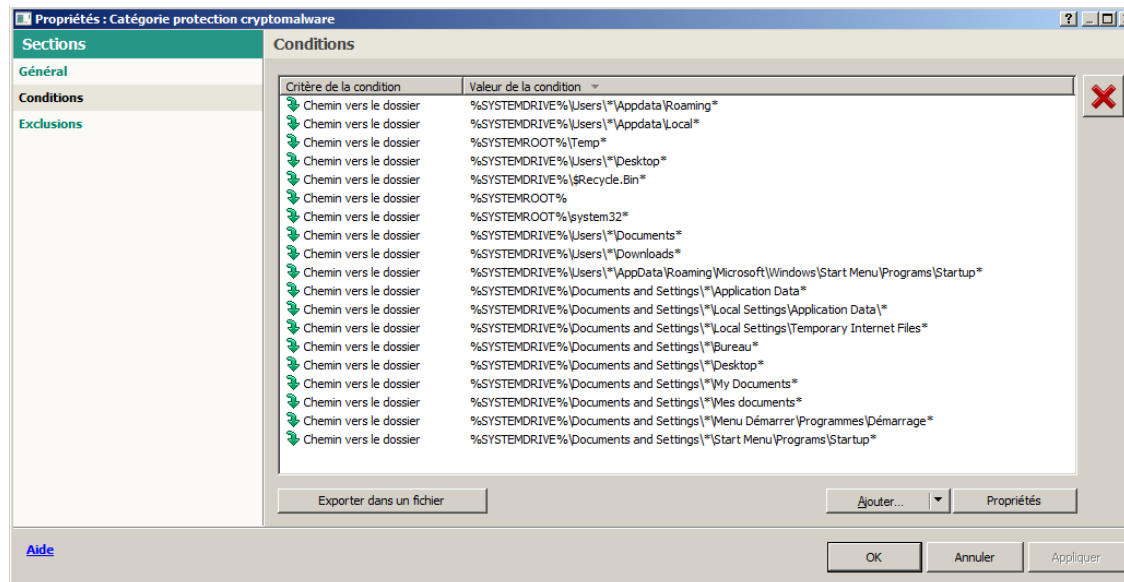 Propriétés : Catégorie protection cryptomalware
Sections
Général
Conditions
Exclusions
Conditions
Critère de la condition Valeur de la condition
Chemin vers le dossier %SYSTEMDRIVE%\Users\*\Appdata\Roaming*
Chemin vers le dossier %SYSTEMDRIVE%\Users\*\Appdata\Local*
Chemin vers le dossier %SYSTEMROOT%\Temp*
Chemin vers le dossier %SYSTEMDRIVE%\Users\*\Desktop*
Chemin vers le dossier %SYSTEMDRIVE%\$Recycle.Bin*
Chemin vers le dossier %SYSTEMROOT%
Chemin vers le dossier %SYSTEMROOT%\system32*
Chemin vers le dossier %SYSTEMDRIVE%\Users\*\Documents*
Chemin vers le dossier %SYSTEMDRIVE%\Users\*\Downloads*
Chemin vers le dossier %SYSTEMDRIVE%\Users\*\AppData\Roaming\Microsoft\Windows\Start Menu\Programs\Startup*
Chemin vers le dossier %SYSTEMDRIVE%\Documents and Settings\*\Application Data*
Chemin vers le dossier %SYSTEMDRIVE%\Documents and Settings\*\Local Settings\Application Data\*
Chemin vers le dossier %SYSTEMDRIVE%\Documents and Settings\*\Local Settings\Temporary Internet Files*
Chemin vers le dossier %SYSTEMDRIVE%\Documents and Settings\*\Bureau*
Chemin vers le dossier %SYSTEMDRIVE%\Documents and Settings\*\Desktop*
Chemin vers le dossier %SYSTEMDRIVE%\Documents and Settings\*\My Documents*
Chemin vers le dossier %SYSTEMDRIVE%\Documents and Settings\*\Mes documents*
Chemin vers le dossier %SYSTEMDRIVE%\Documents and Settings\*\Menu Démarrer\Programmes\Démarrage*
Chemin vers le dossier %SYSTEMDRIVE%\Documents and Settings\*\Start Menu\Programs\Startup*
Exporter dans un fichier Ajouter... Propriétés
Aide OK Annuler Appliquer